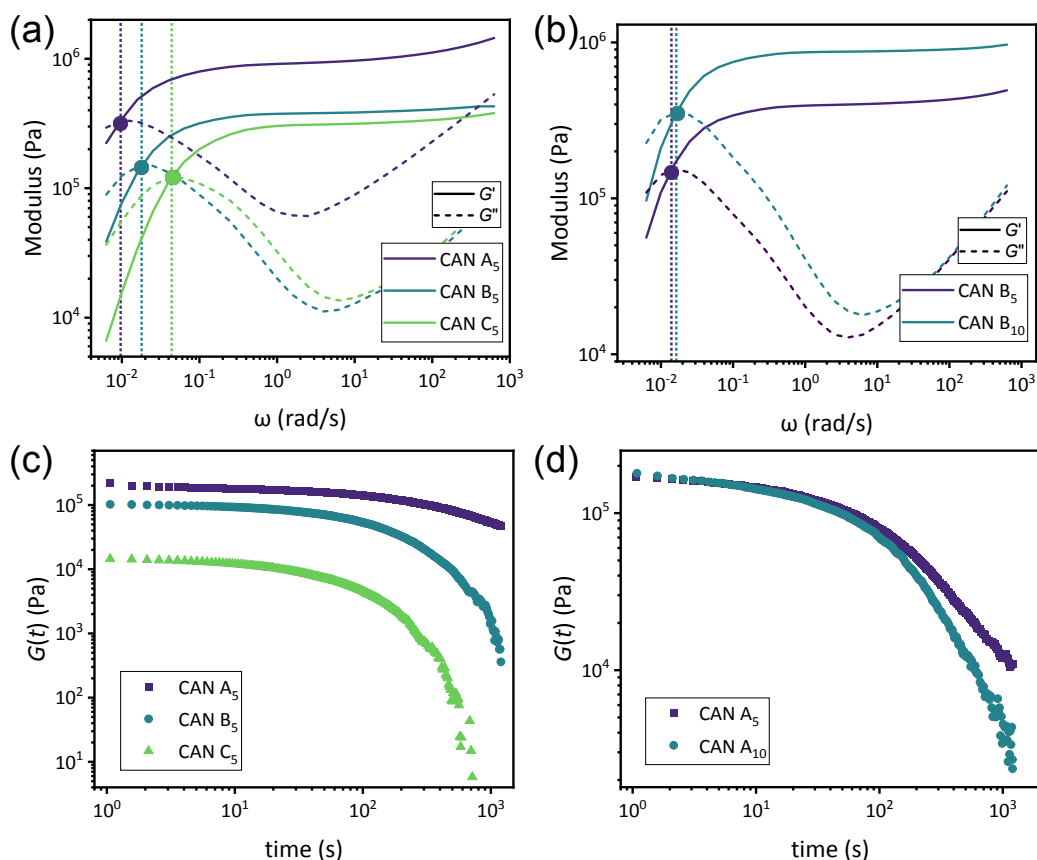 (a)
10⁶
10⁵
10⁴
Modulus (Pa)
G'
G"
CAN A₅
CAN B₅
CAN C₅
10⁻² 10⁻¹ 10⁰ 10¹ 10² 10³
ω (rad/s)
(b)
10⁶
10⁵
10⁴
Modulus (Pa)
G'
G"
CAN B₅
CAN B₁₀
10⁻² 10⁻¹ 10⁰ 10¹ 10² 10³
ω (rad/s)
(c)
10⁵
10⁴
10³
10²
10¹
G(t) (Pa)
CAN A₅
CAN B₅
CAN C₅
10⁰ 10¹ 10² 10³
time (s)
(d)
10⁵
10⁴
G(t) (Pa)
CAN A₅
CAN A₁₀
10⁰ 10¹ 10² 10³
time (s)